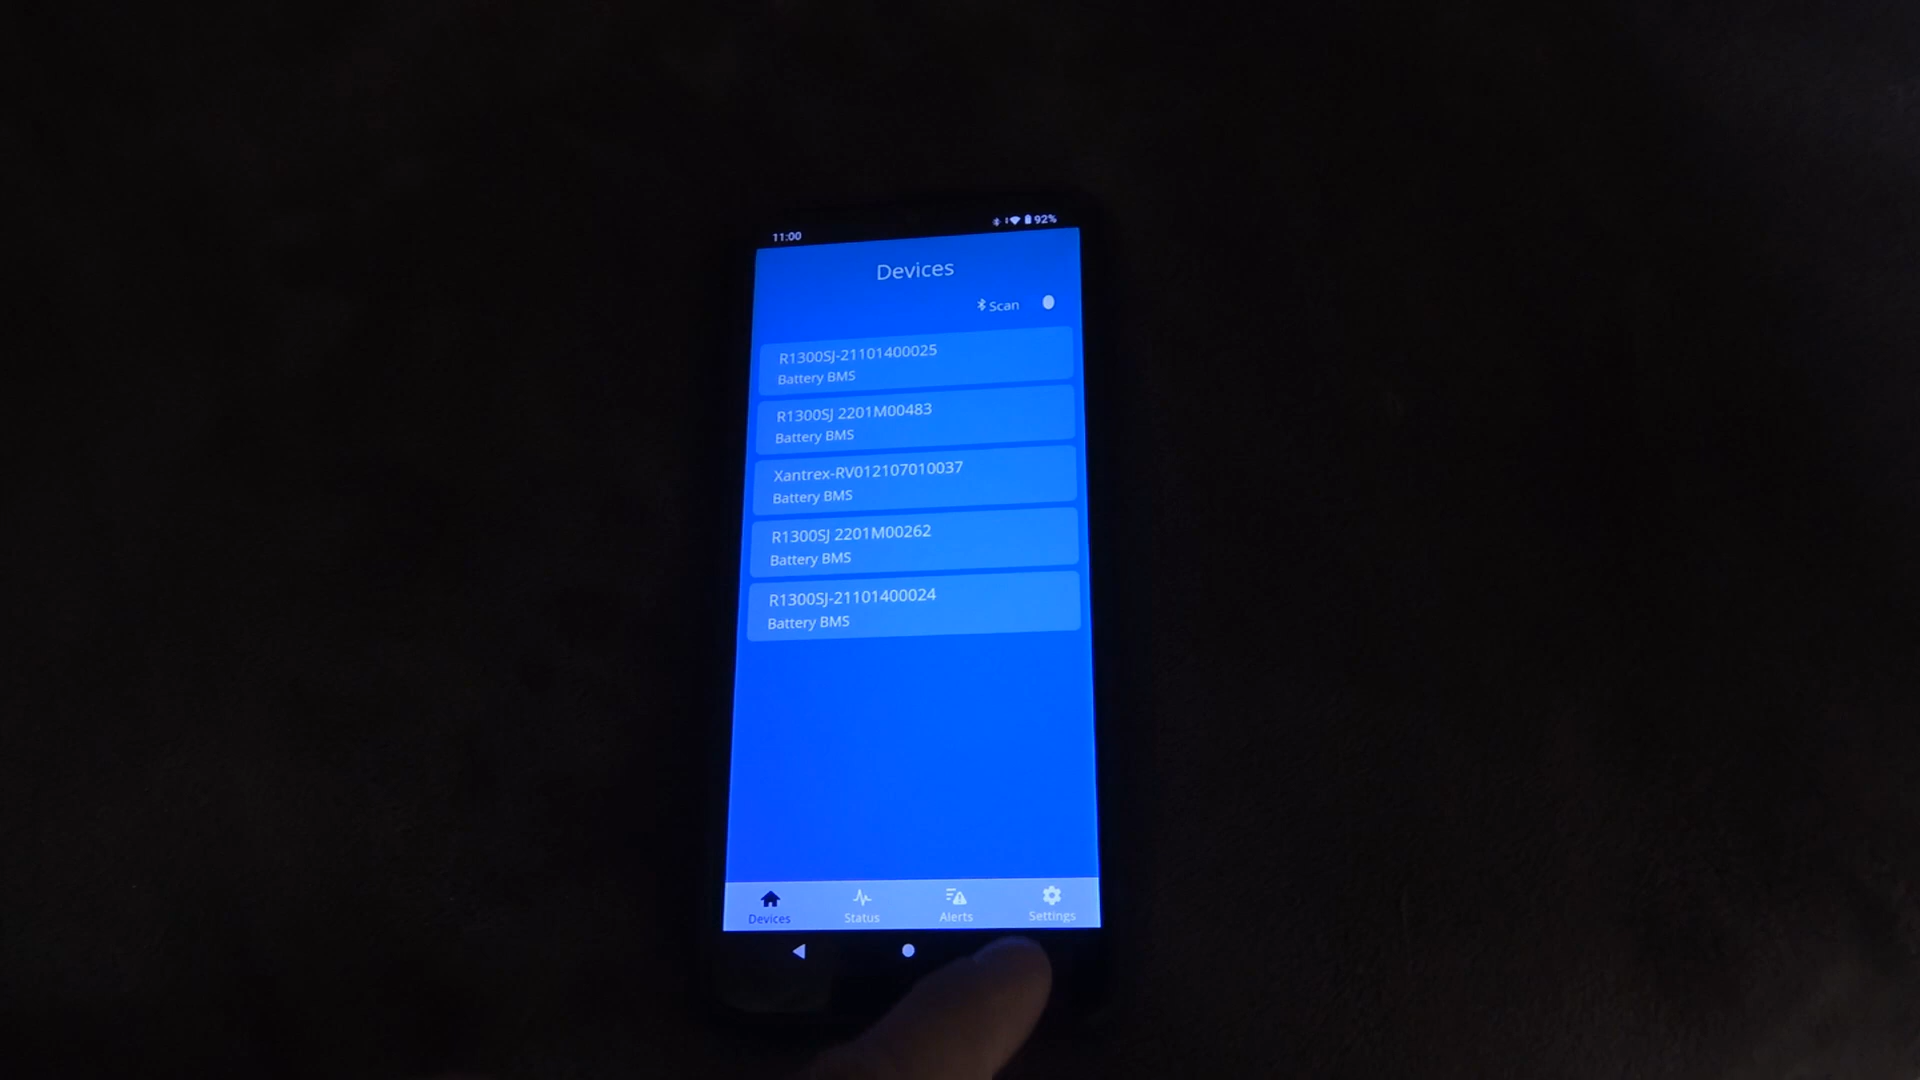 11:00
92%
Devices
Scan
R1300SJ-21101400025
Battery BMS
R1300SJ 2201M00483
Battery BMS
Xantrex-RV012107010037
Battery BMS
R1300SJ 2201M00262
Battery BMS
R1300SJ-21101400024
Battery BMS
Devices
Status
Alerts
Settings